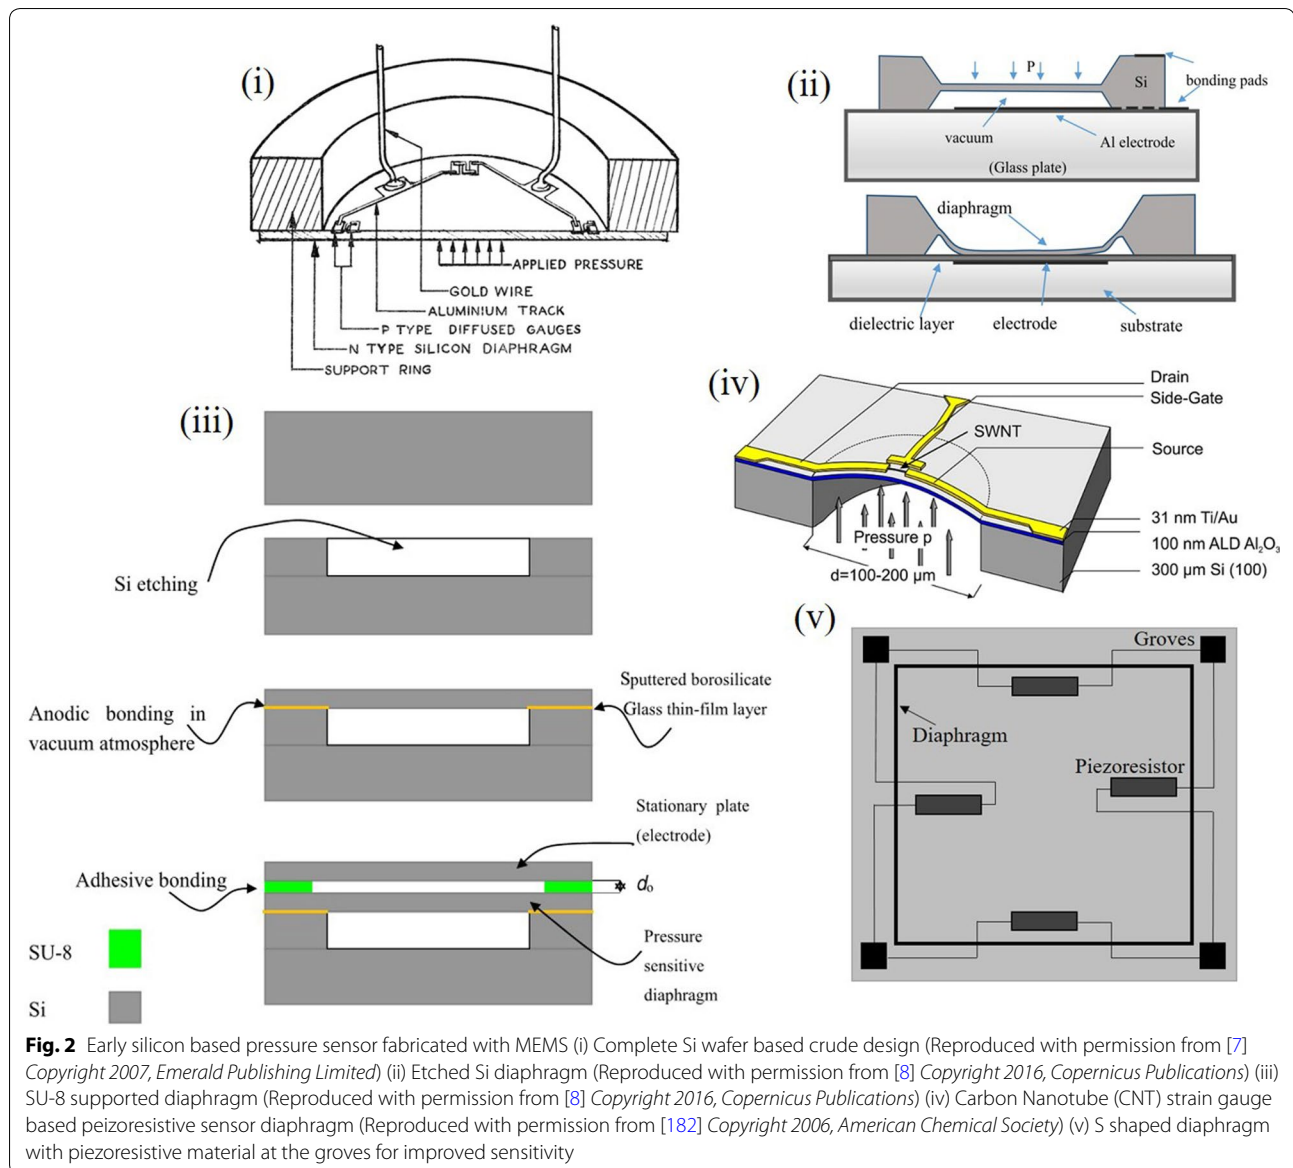 (i)
APPLIED PRESSURE
GOLD WIRE
ALUMINIUM TRACK
P TYPE DIFFUSED GAUGES
N TYPE SILICON DIAPHRAGM
SUPPORT RING
(ii)
P
Si
bonding pads
vacuum
Al electrode
(Glass plate)
diaphragm
dielectric layer
electrode
substrate
(iii)
Si etching
Anodic bonding in
vacuum atmosphere
Sputtered borosilicate
Glass thin-film layer
Stationary plate
(electrode)
Adhesive bonding
dₒ
SU-8
Si
Pressure
sensitive
diaphragm
(iv)
Drain
Side-Gate
SWNT
Source
Pressure p
d=100-200 µm
31 nm Ti/Au
100 nm ALD Al₂O₃
300 µm Si (100)
(v)
Groves
Diaphragm
Piezoresistor
Fig. 2 Early silicon based pressure sensor fabricated with MEMS (i) Complete Si wafer based crude design (Reproduced with permission from [7]
Copyright 2007, Emerald Publishing Limited) (ii) Etched Si diaphragm (Reproduced with permission from [8] Copyright 2016, Copernicus Publications) (iii)
SU-8 supported diaphragm (Reproduced with permission from [8] Copyright 2016, Copernicus Publications) (iv) Carbon Nanotube (CNT) strain gauge
based peizoresistive sensor diaphragm (Reproduced with permission from [182] Copyright 2006, American Chemical Society) (v) S shaped diaphragm
with piezoresistive material at the groves for improved sensitivity